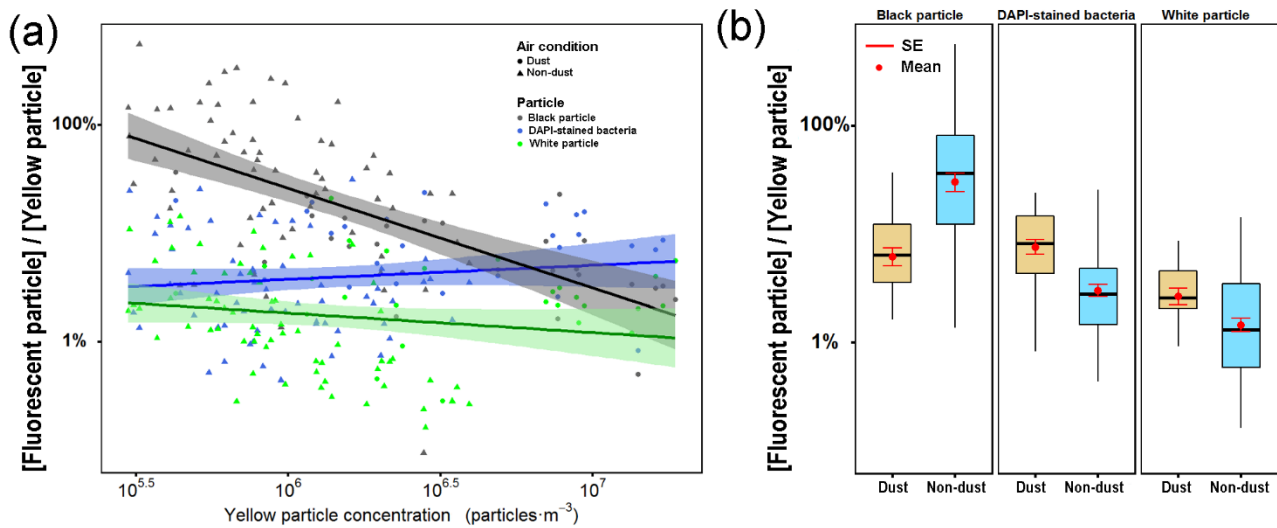 (a)
[Fluorescent particle] / [Yellow particle]
100%
1%
Air condition
Dust
Non-dust
Particle
Black particle
DAPI-stained bacteria
White particle
10^5.5
10^6
10^6.5
10^7
Yellow particle concentration (particles·m⁻³)
(b)
[Fluorescent particle] / [Yellow particle]
Black particle
DAPI-stained bacteria
White particle
SE
Mean
100%
1%
Dust Non-dust
Dust Non-dust
Dust Non-dust